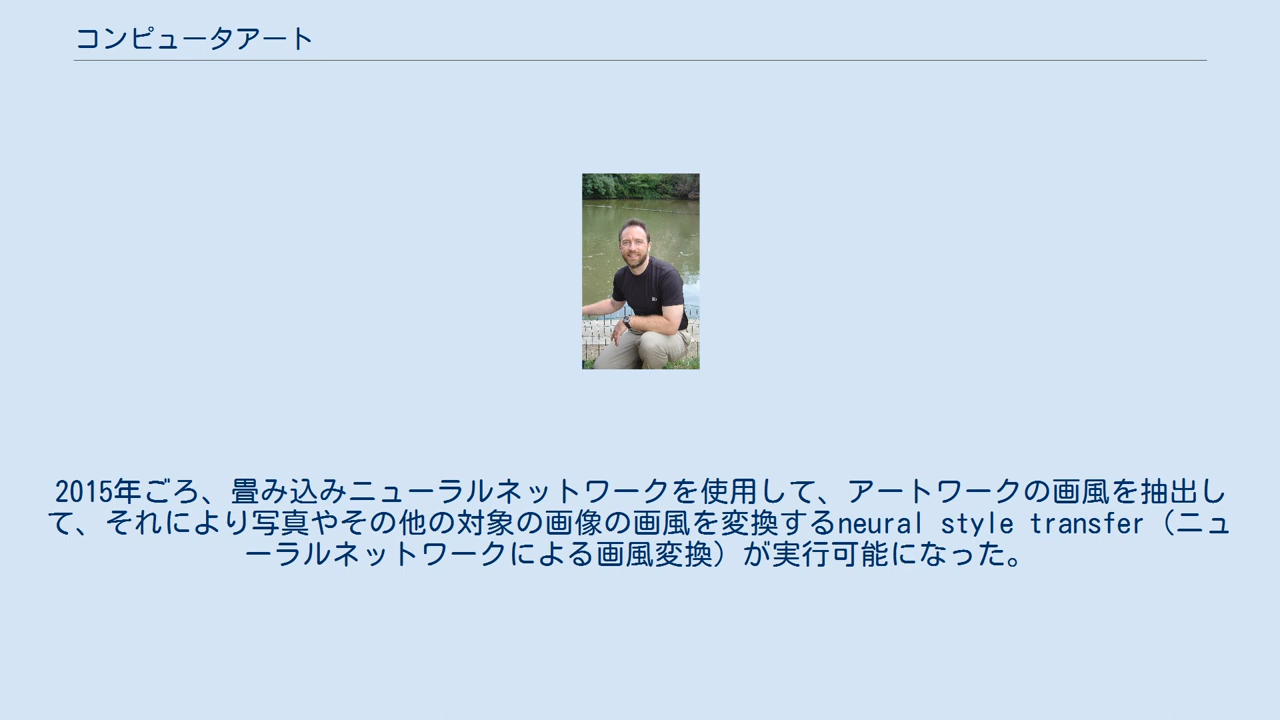 コンピュータアート
2015年ごろ、畳み込みニューラルネットワークを使用して、アートワークの画風を抽出し
て、それにより写真やその他の対象の画像の画風を変換するneural style transfer（ニュ
ーラルネットワークによる画風変換）が実行可能になった。